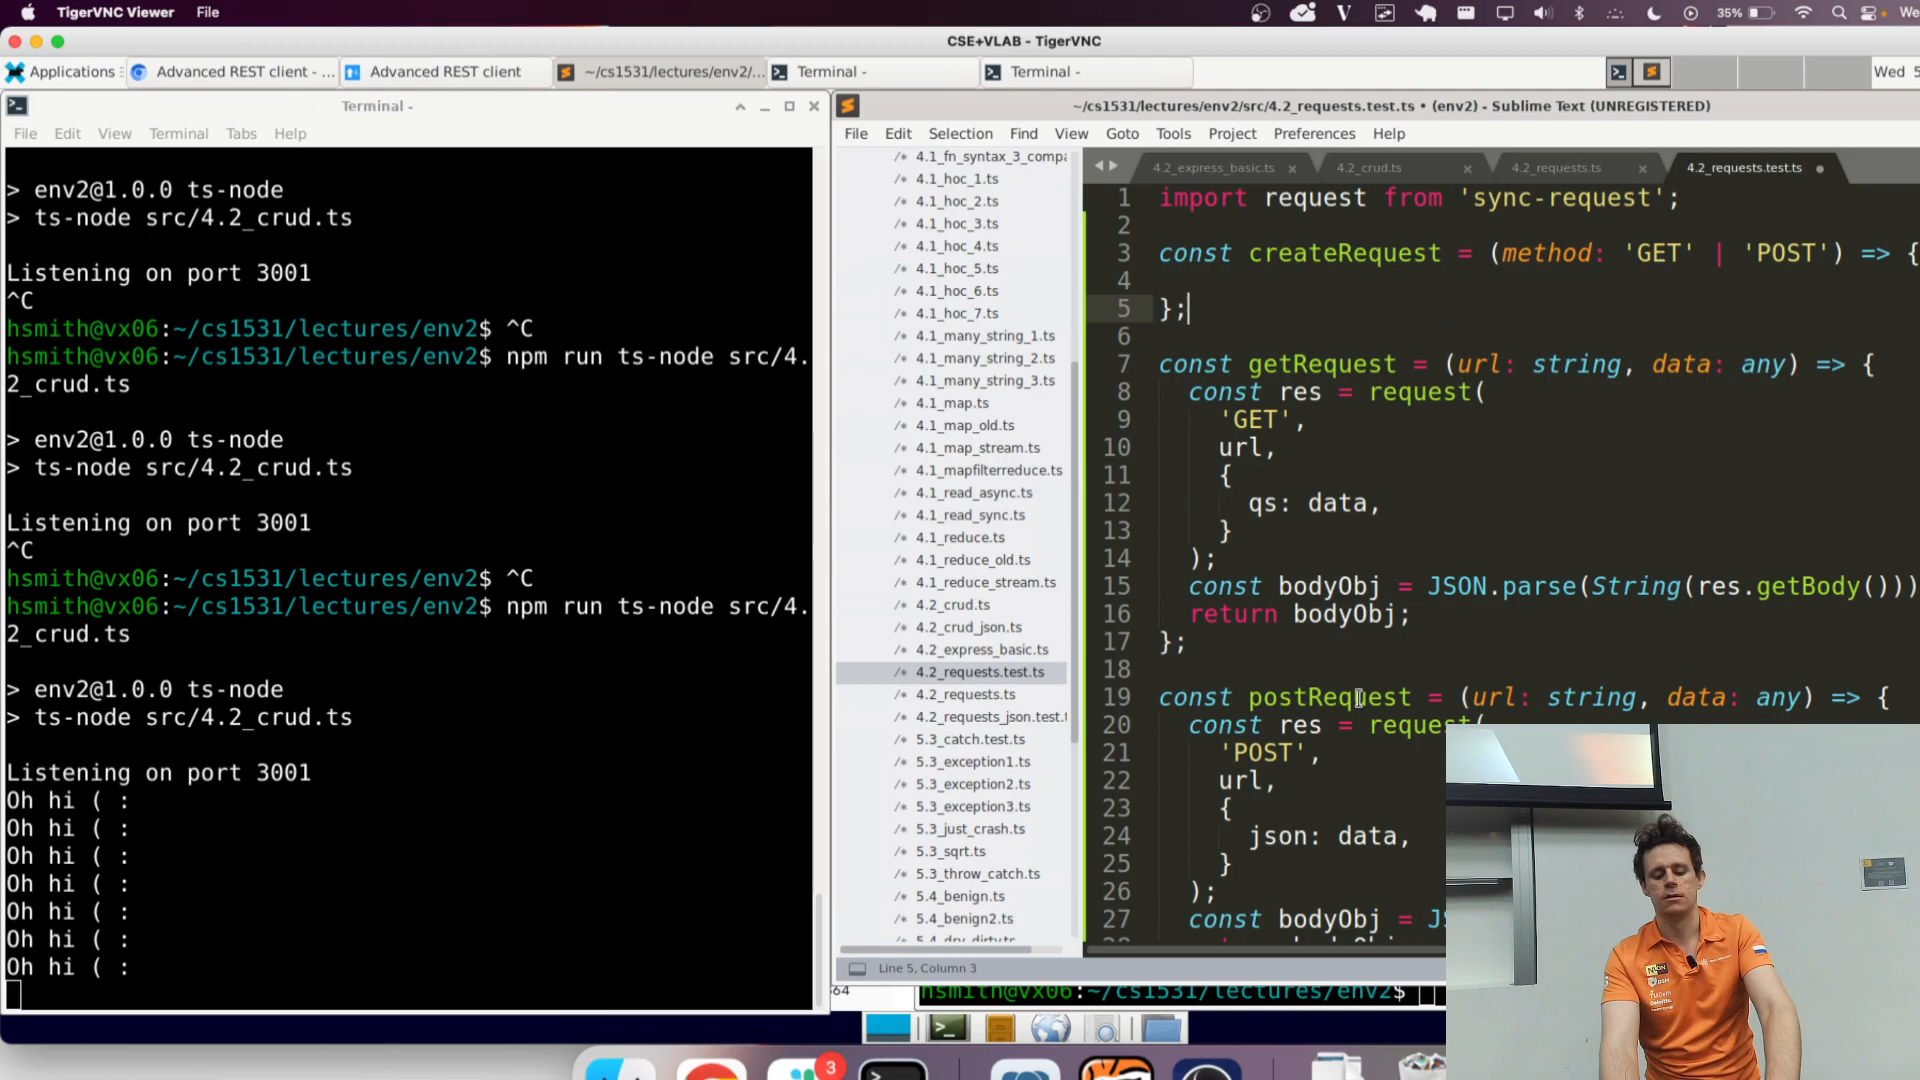 TigerVNC Viewer File
35%
CSE+VLAB - TigerVNC
Applications
Advanced REST client - ...
Advanced REST client
~/cs1531/lectures/env2/...
Terminal -
Terminal -
Wed 5
Terminal -
File Edit View Terminal Tabs Help
> env2@1.0.0 ts-node
> ts-node src/4.2_crud.ts
Listening on port 3001
^C
hsmith@vx06:~/cs1531/lectures/env2$ ^C
hsmith@vx06:~/cs1531/lectures/env2$ npm run ts-node src/4.
2_crud.ts
> env2@1.0.0 ts-node
> ts-node src/4.2_crud.ts
Listening on port 3001
^C
hsmith@vx06:~/cs1531/lectures/env2$ ^C
hsmith@vx06:~/cs1531/lectures/env2$ npm run ts-node src/4.
2_crud.ts
> env2@1.0.0 ts-node
> ts-node src/4.2_crud.ts
Listening on port 3001
Oh hi ( :
Oh hi ( :
Oh hi ( :
Oh hi ( :
Oh hi ( :
Oh hi ( :
Oh hi ( :
~/cs1531/lectures/env2/src/4.2_requests.test.ts • (env2) - Sublime Text (UNREGISTERED)
File Edit Selection Find View Goto Tools Project Preferences Help
/* 4.1_fn_syntax_3_compa
/* 4.1_hoc_1.ts
/* 4.1_hoc_2.ts
/* 4.1_hoc_3.ts
/* 4.1_hoc_4.ts
/* 4.1_hoc_5.ts
/* 4.1_hoc_6.ts
/* 4.1_hoc_7.ts
/* 4.1_many_string_1.ts
/* 4.1_many_string_2.ts
/* 4.1_many_string_3.ts
/* 4.1_map.ts
/* 4.1_map_old.ts
/* 4.1_map_stream.ts
/* 4.1_mapfilterreduce.ts
/* 4.1_read_async.ts
/* 4.1_read_sync.ts
/* 4.1_reduce.ts
/* 4.1_reduce_old.ts
/* 4.1_reduce_stream.ts
/* 4.2_crud.ts
/* 4.2_crud_json.ts
/* 4.2_express_basic.ts
/* 4.2_requests.test.ts
/* 4.2_requests.ts
/* 4.2_requests_json.test.t
/* 5.3_catch.test.ts
/* 5.3_exception1.ts
/* 5.3_exception2.ts
/* 5.3_exception3.ts
/* 5.3_just_crash.ts
/* 5.3_sqrt.ts
/* 5.3_throw_catch.ts
/* 5.4_benign.ts
/* 5.4_benign2.ts
5.4_dry_dirty.ts
4.2_express_basic.ts × 4.2_crud.ts × 4.2_requests.ts × 4.2_requests.test.ts •
1 import request from 'sync-request';
2
3 const createRequest = (method: 'GET' | 'POST') => {
4
5 };
6
7 const getRequest = (url: string, data: any) => {
8 const res = request(
9 'GET',
10 url,
11 {
12 qs: data,
13 }
14 );
15 const bodyObj = JSON.parse(String(res.getBody()))
16 return bodyObj;
17 };
18
19 const postRequest = (url: string, data: any) => {
20 const res = request(
21 'POST',
22 url,
23 {
24 json: data,
25 }
26 );
27 const bodyObj = JS
Line 5, Column 3
hsmith@vx06:~/cs1531/lectures/env2$
3